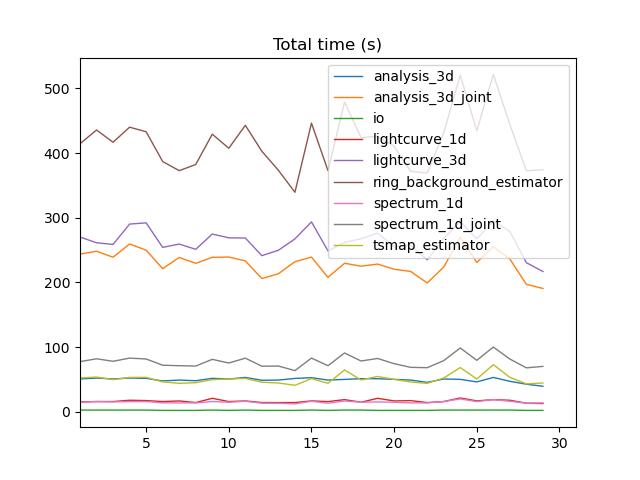 Total time (s)
analysis_3d
analysis_3d_joint
io
lightcurve_1d
lightcurve_3d
ring_background_estimator
spectrum_1d
spectrum_1d_joint
tsmap_estimator
500
400
300
200
100
0
5 10 15 20 25 30